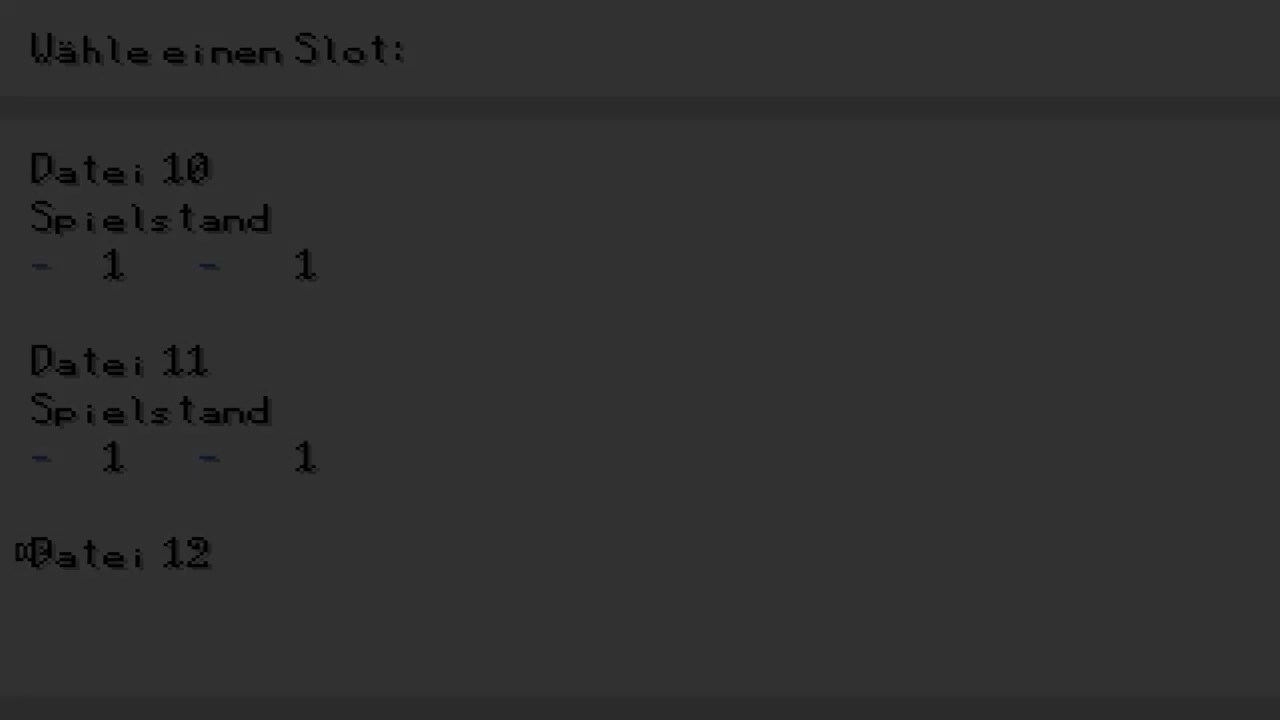 Wähle einen Slot:
Datei 10
Spielstand
- 1 - 1
Datei 11
Spielstand
- 1 - 1
Datei 12